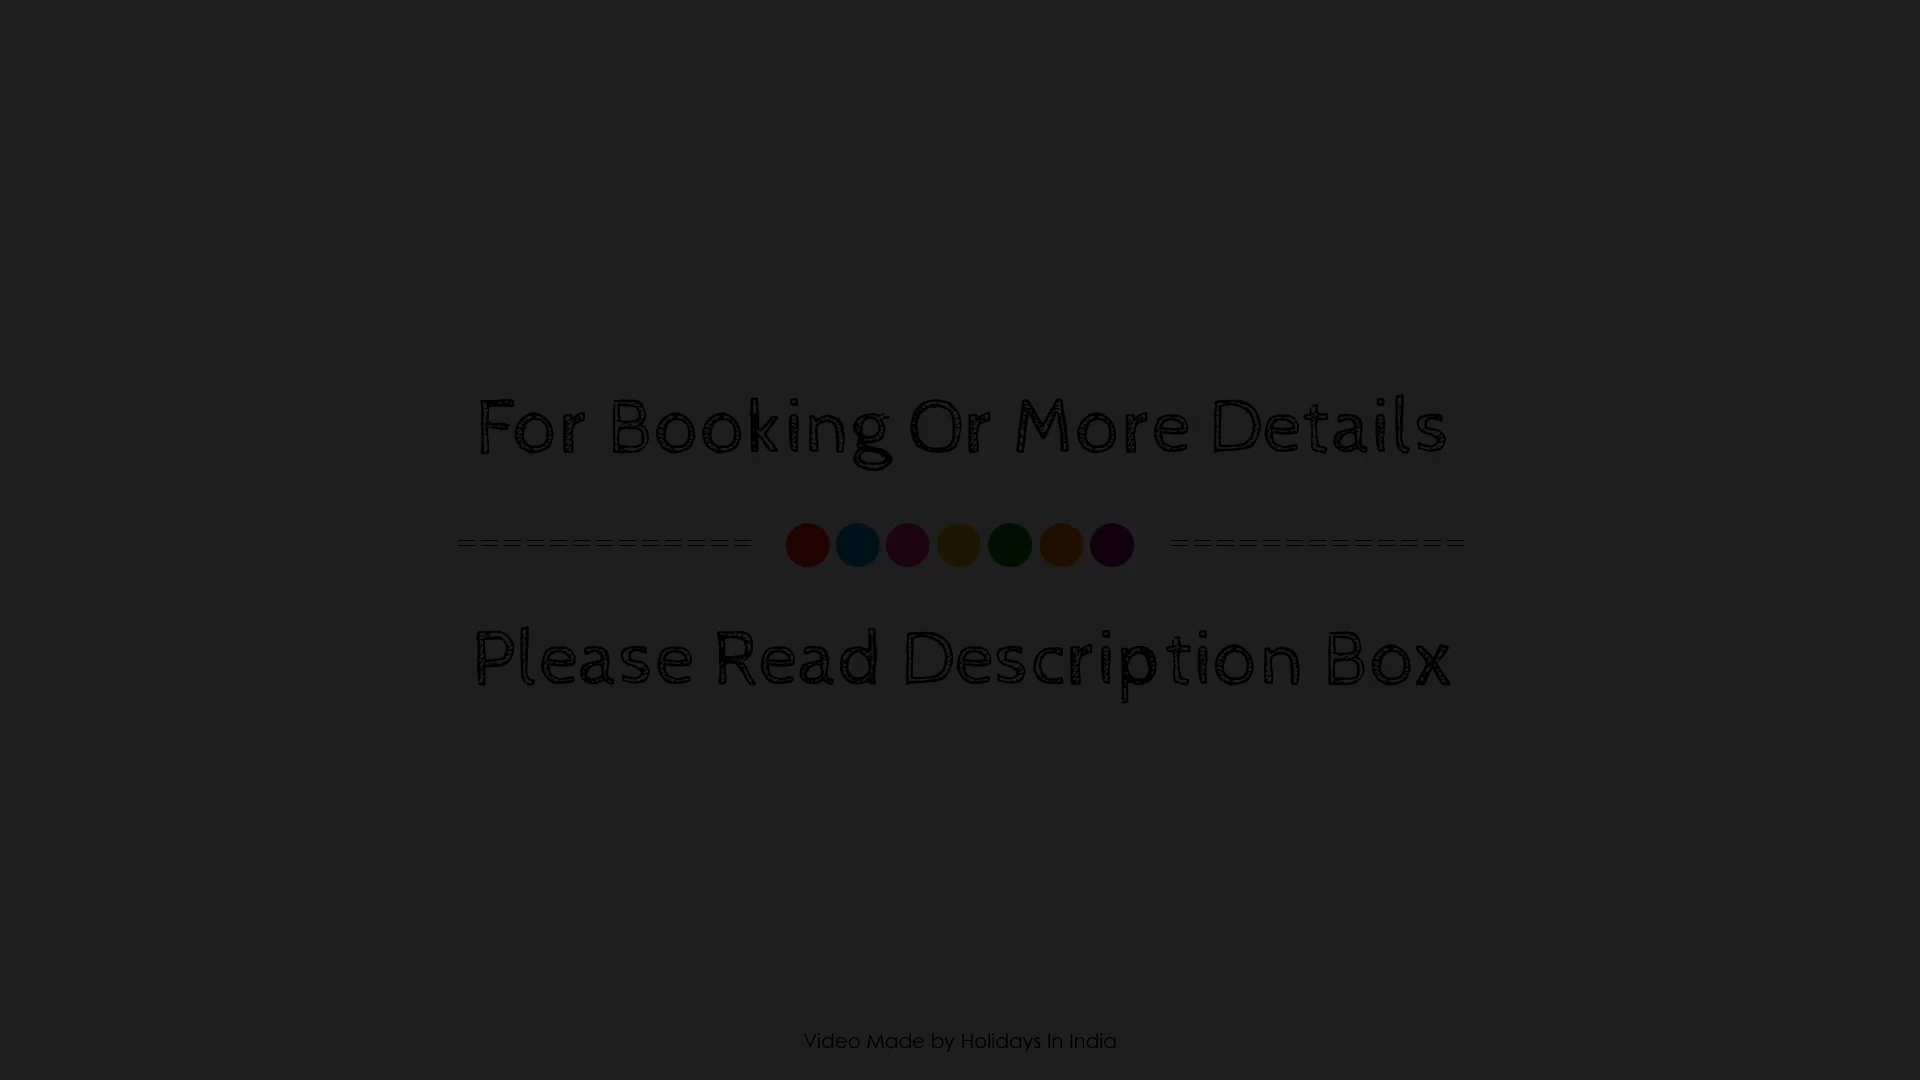 For Booking Or More Details
============= =============
Please Read Description Box
Video Made by Holidays In India